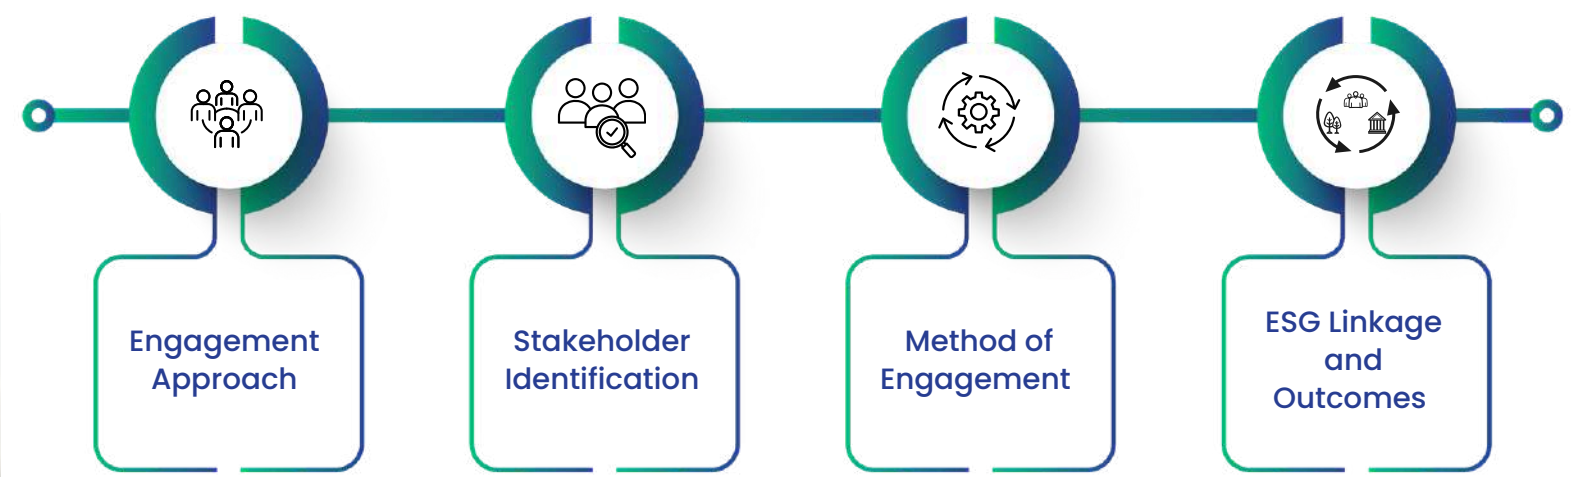 Engagement
Approach
Stakeholder
Identification
Method of
Engagement
ESG Linkage
and
Outcomes